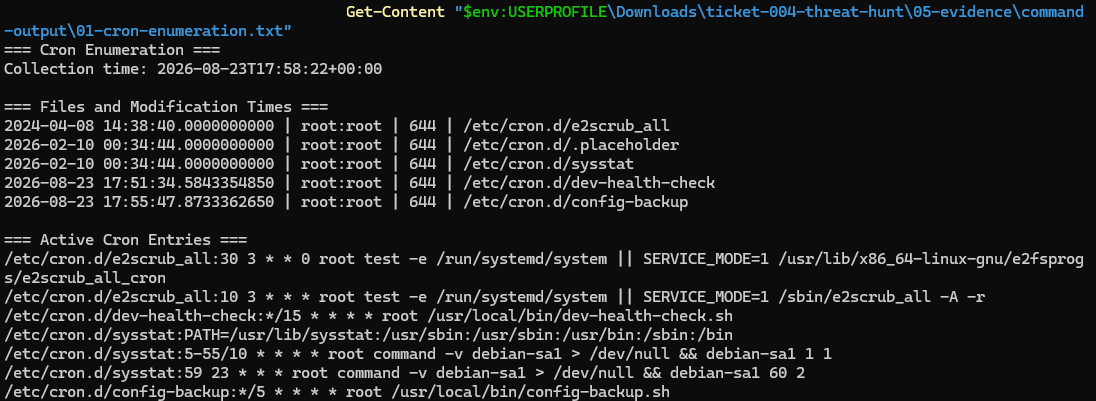 Get-Content "$env:USERPROFILE\Downloads\ticket-004-threat-hunt\05-evidence\command
-output\01-cron-enumeration.txt"
=== Cron Enumeration ===
Collection time: 2026-08-23T17:58:22+00:00
=== Files and Modification Times ===
2024-04-08 14:38:40.0000000000 | root:root | 644 | /etc/cron.d/e2scrub_all
2026-02-10 00:34:44.0000000000 | root:root | 644 | /etc/cron.d/.placeholder
2026-02-10 00:34:44.0000000000 | root:root | 644 | /etc/cron.d/sysstat
2026-08-23 17:51:34.5843354850 | root:root | 644 | /etc/cron.d/dev-health-check
2026-08-23 17:55:47.8733362650 | root:root | 644 | /etc/cron.d/config-backup
=== Active Cron Entries ===
/etc/cron.d/e2scrub_all:30 3 * * 0 root test -e /run/systemd/system || SERVICE_MODE=1 /usr/lib/x86_64-linux-gnu/e2fsprog
s/e2scrub_all_cron
/etc/cron.d/e2scrub_all:10 3 * * * root test -e /run/systemd/system || SERVICE_MODE=1 /sbin/e2scrub_all -A -r
/etc/cron.d/dev-health-check:*/15 * * * * root /usr/local/bin/dev-health-check.sh
/etc/cron.d/sysstat:PATH=/usr/lib/sysstat:/usr/sbin:/usr/sbin:/usr/bin:/sbin:/bin
/etc/cron.d/sysstat:5-55/10 * * * * root command -v debian-sa1 > /dev/null && debian-sa1 1 1
/etc/cron.d/sysstat:59 23 * * * root command -v debian-sa1 > /dev/null && debian-sa1 60 2
/etc/cron.d/config-backup:*/5 * * * * root /usr/local/bin/config-backup.sh